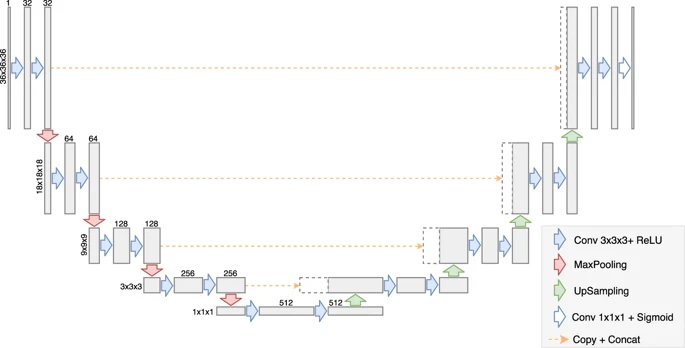 1 32 32
36x36x36
64 64
18x18x18
128 128
9x9x9
256 256
3x3x3
512 512
1x1x1
Conv 3x3x3+ ReLU
MaxPooling
UpSampling
Conv 1x1x1 + Sigmoid
Copy + Concat